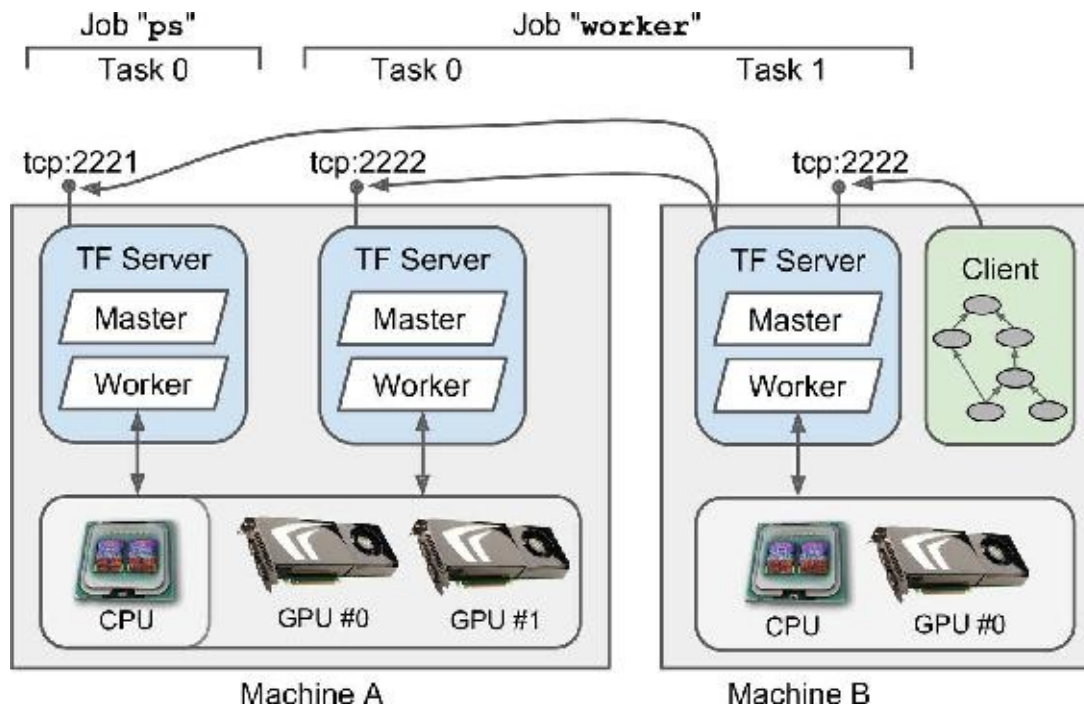 Job "ps"
Job "worker"
Task 0
Task 0
Task 1
tcp:2221
tcp:2222
tcp:2222
TF Server
Master
Worker
TF Server
Master
Worker
TF Server
Master
Worker
Client
CPU
GPU #0
GPU #1
CPU
GPU #0
Machine A
Machine B